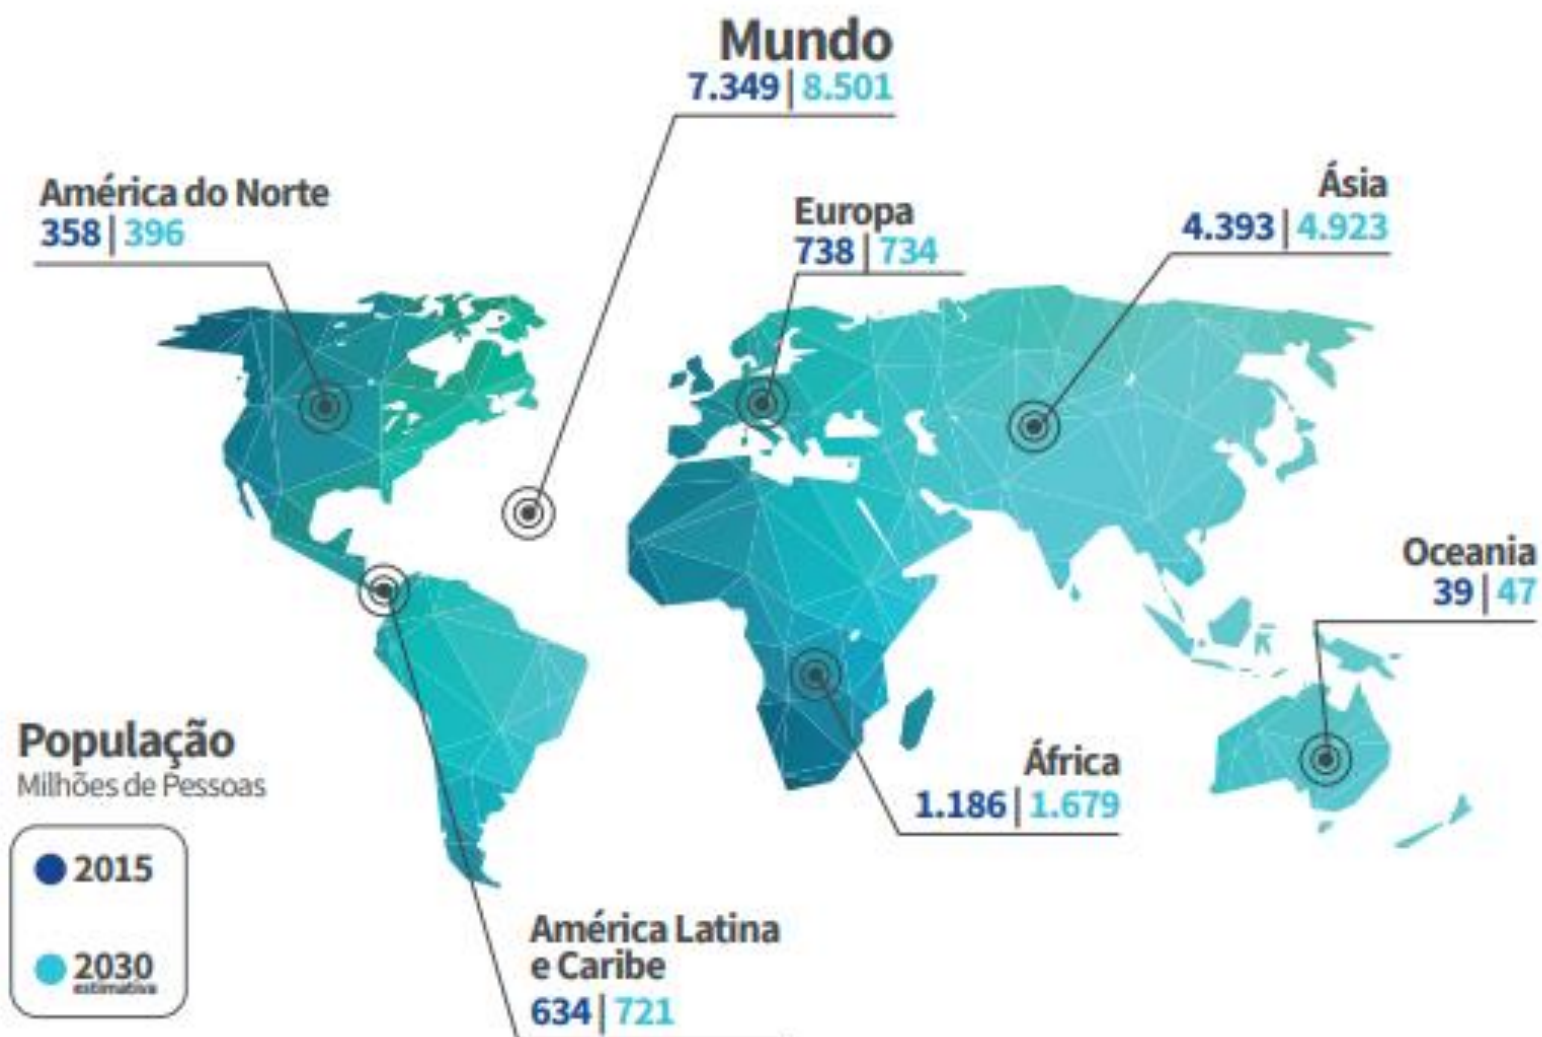 Mundo
7.349 | 8.501
América do Norte
358 | 396
Europa
738 | 734
Ásia
4.393 | 4.923
Oceania
39 | 47
África
1.186 | 1.679
População
Milhões de Pessoas
2015
2030
estimativa
América Latina
e Caribe
634 | 721